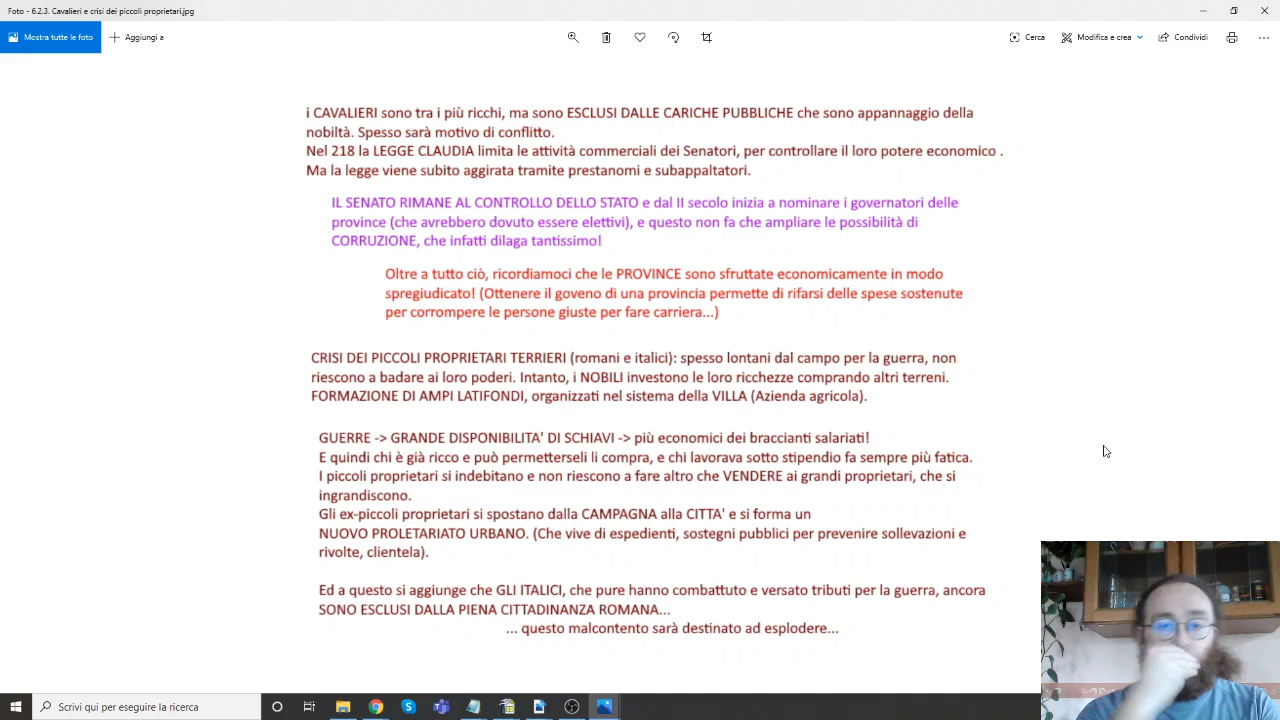 Foto - 6.2.3. Cavalieri e crisi dei piccoli proprietari.jpg
Mostra tutte le foto
Aggiungi a
Cerca
Modifica e crea
Condividi
i CAVALIERI sono tra i più ricchi, ma sono ESCLUSI DALLE CARICHE PUBBLICHE che sono appannaggio della
nobiltà. Spesso sarà motivo di conflitto.
Nel 218 la LEGGE CLAUDIA limita le attività commerciali dei Senatori, per controllare il loro potere economico .
Ma la legge viene subito aggirata tramite prestanomi e subappaltatori.
IL SENATO RIMANE AL CONTROLLO DELLO STATO e dal II secolo inizia a nominare i governatori delle
province (che avrebbero dovuto essere elettivi), e questo non fa che ampliare le possibilità di
CORRUZIONE, che infatti dilaga tantissimo!
Oltre a tutto ciò, ricordiamoci che le PROVINCE sono sfruttate economicamente in modo
spregiudicato! (Ottenere il goveno di una provincia permette di rifarsi delle spese sostenute
per corrompere le persone giuste per fare carriera...)
CRISI DEI PICCOLI PROPRIETARI TERRIERI (romani e italici): spesso lontani dal campo per la guerra, non
riescono a badare ai loro poderi. Intanto, i NOBILI investono le loro ricchezze comprando altri terreni.
FORMAZIONE DI AMPI LATIFONDI, organizzati nel sistema della VILLA (Azienda agricola).
GUERRE -> GRANDE DISPONIBILITA' DI SCHIAVI -> più economici dei braccianti salariati!
E quindi chi è già ricco e può permetterseli li compra, e chi lavorava sotto stipendio fa sempre più fatica.
I piccoli proprietari si indebitano e non riescono a fare altro che VENDERE ai grandi proprietari, che si
ingrandiscono.
Gli ex-piccoli proprietari si spostano dalla CAMPAGNA alla CITTA' e si forma un
NUOVO PROLETARIATO URBANO. (Che vive di espedienti, sostegni pubblici per prevenire sollevazioni e
rivolte, clientela).
Ed a questo si aggiunge che GLI ITALICI, che pure hanno combattuto e versato tributi per la guerra, ancora
SONO ESCLUSI DALLA PIENA CITTADINANZA ROMANA...
... questo malcontento sarà destinato ad esplodere...
Scrivi qui per eseguire la ricerca